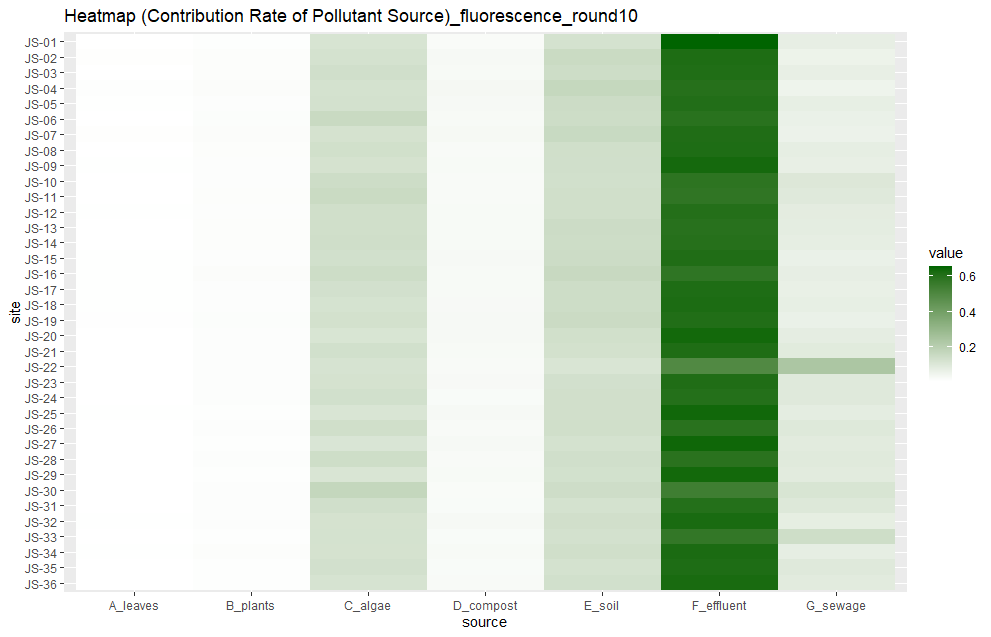 Heatmap (Contribution Rate of Pollutant Source)_fluorescence_round10
site
JS-01
JS-02
JS-03
JS-04
JS-05
JS-06
JS-07
JS-08
JS-09
JS-10
JS-11
JS-12
JS-13
JS-14
JS-15
JS-16
JS-17
JS-18
JS-19
JS-20
JS-21
JS-22
JS-23
JS-24
JS-25
JS-26
JS-27
JS-28
JS-29
JS-30
JS-31
JS-32
JS-33
JS-34
JS-35
JS-36
A_leaves B_plants C_algae D_compost E_soil F_effluent G_sewage
source
value
0.6
0.4
0.2